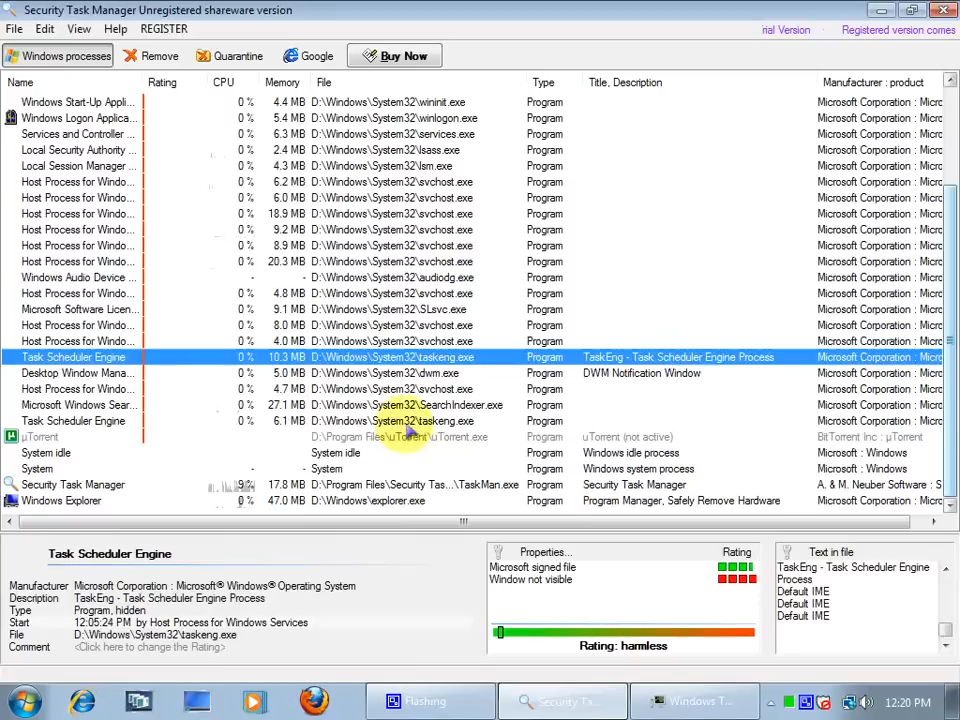 Security Task Manager Unregistered shareware version
File Edit View Help REGISTER rial Version · Registered version comes
Windows processes Remove Quarantine Google Buy Now
Name Rating CPU Memory File Type Title, Description Manufacturer : product
Windows Start-Up Appli... 0 % 4.4 MB D:\Windows\System32\wininit.exe Program Microsoft Corporation : Micro
Windows Logon Applica... 0 % 5.4 MB D:\Windows\System32\winlogon.exe Program Microsoft Corporation : Micro
Services and Controller ... 0 % 6.3 MB D:\Windows\System32\services.exe Program Microsoft Corporation : Micro
Local Security Authority ... 0 % 2.4 MB D:\Windows\System32\lsass.exe Program Microsoft Corporation : Micro
Local Session Manager ... 0 % 4.3 MB D:\Windows\System32\lsm.exe Program Microsoft Corporation : Micro
Host Process for Windo... 0 % 6.2 MB D:\Windows\System32\svchost.exe Program Microsoft Corporation : Micro
Host Process for Windo... 0 % 6.0 MB D:\Windows\System32\svchost.exe Program Microsoft Corporation : Micro
Host Process for Windo... 0 % 18.9 MB D:\Windows\System32\svchost.exe Program Microsoft Corporation : Micro
Host Process for Windo... 0 % 9.2 MB D:\Windows\System32\svchost.exe Program Microsoft Corporation : Micro
Host Process for Windo... 0 % 8.9 MB D:\Windows\System32\svchost.exe Program Microsoft Corporation : Micro
Host Process for Windo... 0 % 20.3 MB D:\Windows\System32\svchost.exe Program Microsoft Corporation : Micro
Windows Audio Device ... - - D:\Windows\System32\audiodg.exe Program Microsoft Corporation : Micro
Host Process for Windo... 0 % 4.8 MB D:\Windows\System32\svchost.exe Program Microsoft Corporation : Micro
Microsoft Software Licen... 0 % 9.1 MB D:\Windows\System32\SLsvc.exe Program Microsoft Corporation : Micro
Host Process for Windo... 0 % 8.0 MB D:\Windows\System32\svchost.exe Program Microsoft Corporation : Micro
Host Process for Windo... 0 % 4.0 MB D:\Windows\System32\svchost.exe Program Microsoft Corporation : Micro
Task Scheduler Engine 0 % 10.3 MB D:\Windows\System32\taskeng.exe Program TaskEng - Task Scheduler Engine Process Microsoft Corporation : Micro
Desktop Window Mana... 0 % 5.0 MB D:\Windows\System32\dwm.exe Program DWM Notification Window Microsoft Corporation : Micro
Host Process for Windo... 0 % 4.7 MB D:\Windows\System32\svchost.exe Program Microsoft Corporation : Micro
Microsoft Windows Sear... 0 % 27.1 MB D:\Windows\System32\SearchIndexer.exe Program Microsoft Corporation : Micro
Task Scheduler Engine 0 % 6.1 MB D:\Windows\System32\taskeng.exe Program Microsoft Corporation : Micro
µTorrent D:\Program Files\uTorrent\uTorrent.exe uTorrent (not active) BitTorrent Inc : µTorrent
System idle System idle Windows idle process Microsoft Corporation : Windows
System - - System Windows system process Microsoft Corporation : Windows
Security Task Manager 9 % 17.8 MB D:\Program Files\Security Tas...\TaskMan.exe Program Security Task Manager A. & M. Neuber Software : S
Windows Explorer 0 % 47.0 MB D:\Windows\explorer.exe Program Program Manager, Safely Remove Hardware Microsoft Corporation : Micro
Task Scheduler Engine
Manufacturer Microsoft Corporation : Microsoft® Windows® Operating System
Description TaskEng - Task Scheduler Engine Process
Type Program, hidden
Start 12:05:24 PM by Host Process for Windows Services
File D:\Windows\System32\taskeng.exe
Comment <Click here to change the Rating>
Properties... Rating
Microsoft signed file
Window not visible
Rating: harmless
Text in file
TaskEng - Task Scheduler Engine
Process
Default IME
Default IME
Default IME
Flashing Security Ta... Windows T... 12:20 PM